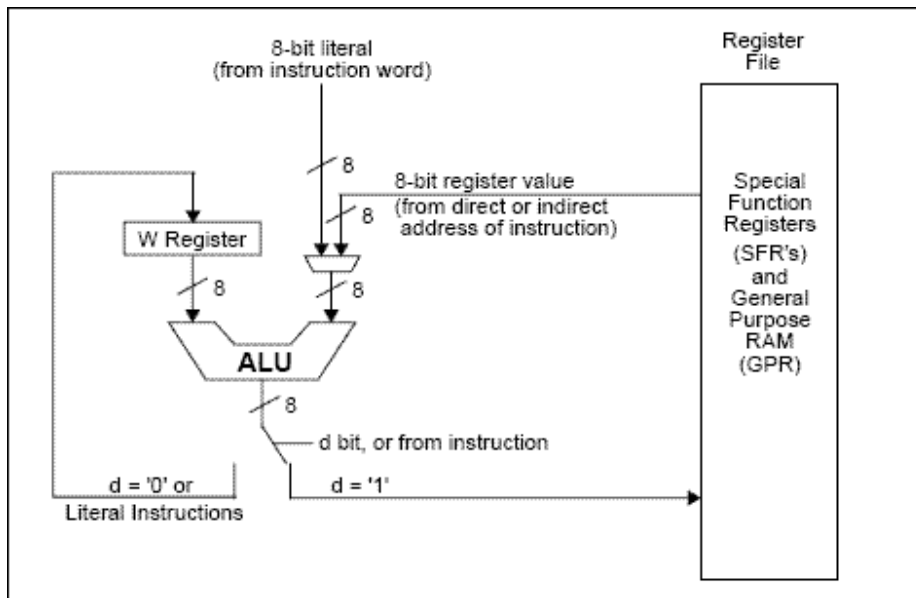 8-bit literal
(from instruction word)
Register
File
8
8-bit register value
8
(from direct or indirect
address of instruction)
W Register
8
8
Special
Function
Registers
(SFR's)
and
General
Purpose
RAM
(GPR)
ALU
8
d bit, or from instruction
d = '0' or
Literal Instructions
d = '1'